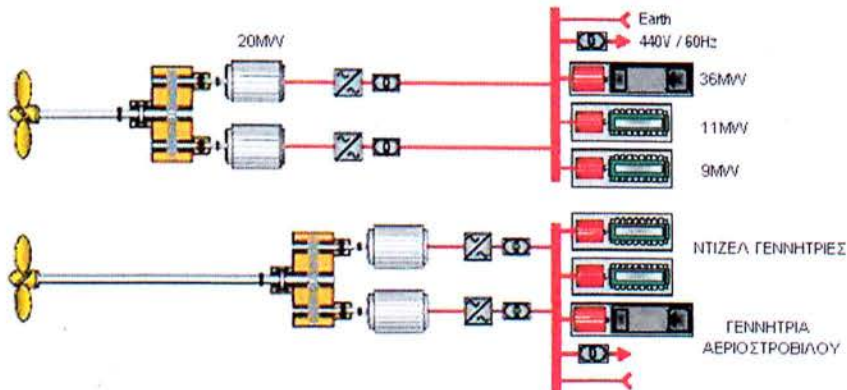 Earth
20MW
440V / 60Hz
36MW
11MW
9MW
ΝΤΙΖΕΛ ΓΕΝΝΗΤΡΙΕΣ
ΓΕΝΝΗΤΡΙΑ
ΑΕΡΙΟΣΤΡΟΒΙΛΟΥ